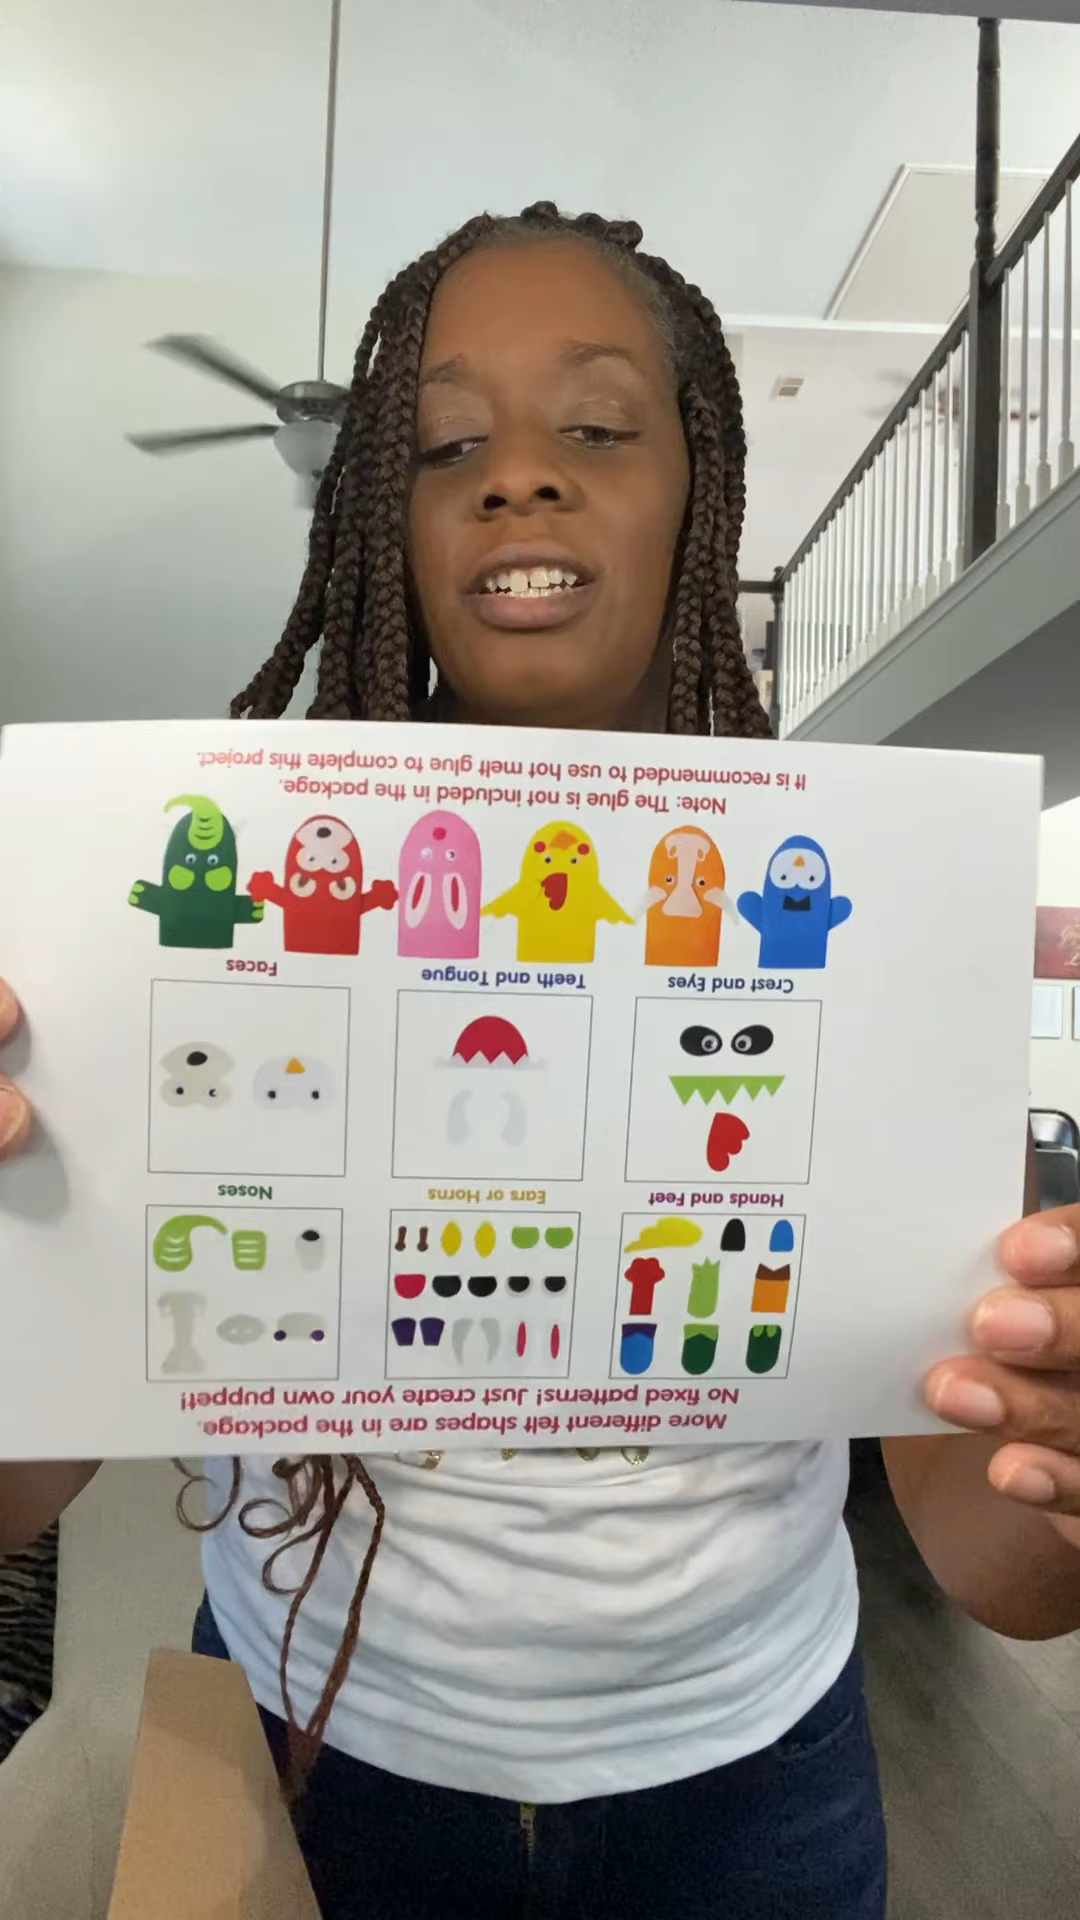 More different felt shapes are in the package.
No fixed patterns! Just create your own puppet!
Hands and Feet
Ears or Horns
Noses
Crest and Eyes
Teeth and Tongue
Faces
Note: The glue is not included in the package.
It is recommended to use hot melt glue to complete this project.